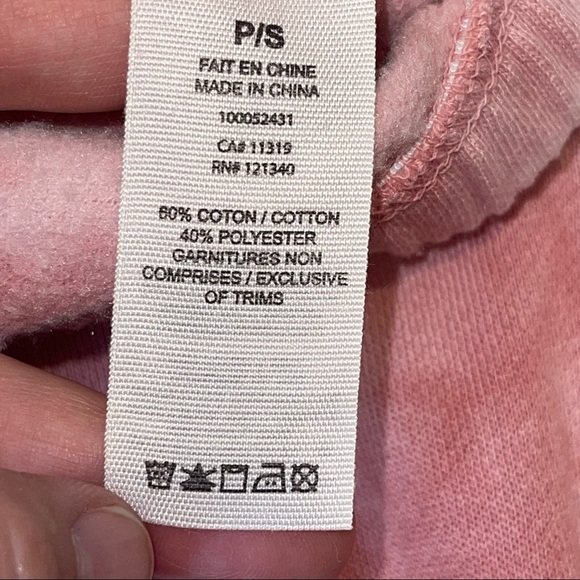 P/S
FAIT EN CHINE
MADE IN CHINA
100052431
CA# 11319
RN# 121340
60% COTON / COTTON
40% POLYESTER
GARNITURES NON
COMPRISES / EXCLUSIVE
OF TRIMS